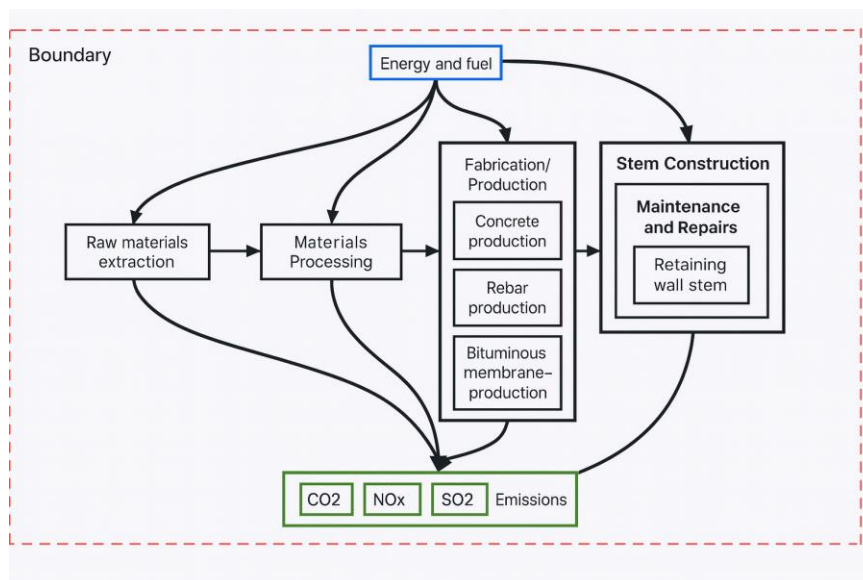 Boundary
Energy and fuel
Raw materials
extraction
Materials
Processing
Fabrication/
Production
Concrete
production
Rebar
production
Bituminous
membrane–
production
Stem Construction
Maintenance
and Repairs
Retaining
wall stem
CO2 NOx SO2 Emissions